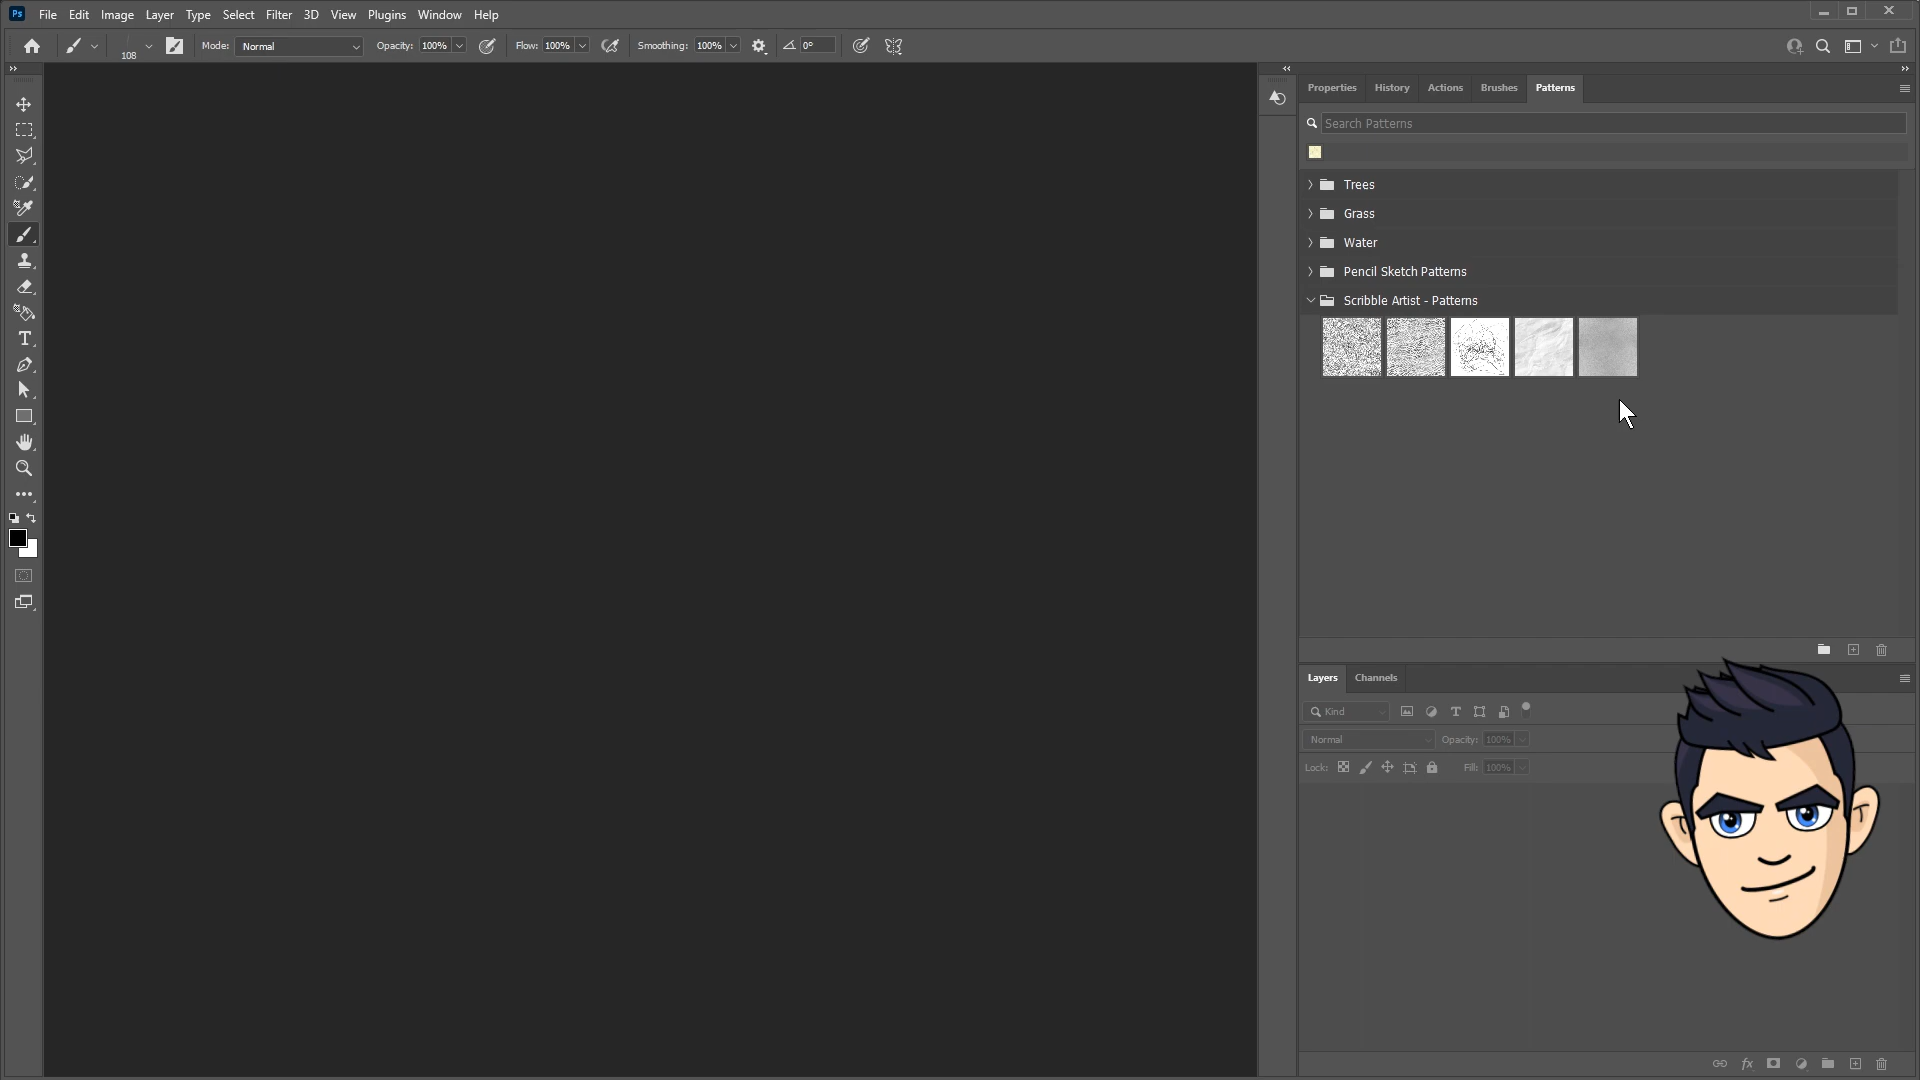 Ps File Edit Image Layer Type Select Filter 3D View Plugins Window Help
108 Mode: Normal Opacity: 100% Flow: 100% Smoothing: 100% 0°
Properties History Actions Brushes Patterns
Search Patterns
Trees
Grass
Water
Pencil Sketch Patterns
Scribble Artist - Patterns
Layers Channels
Kind
Normal Opacity: 100%
Lock: Fill: 100%
fx